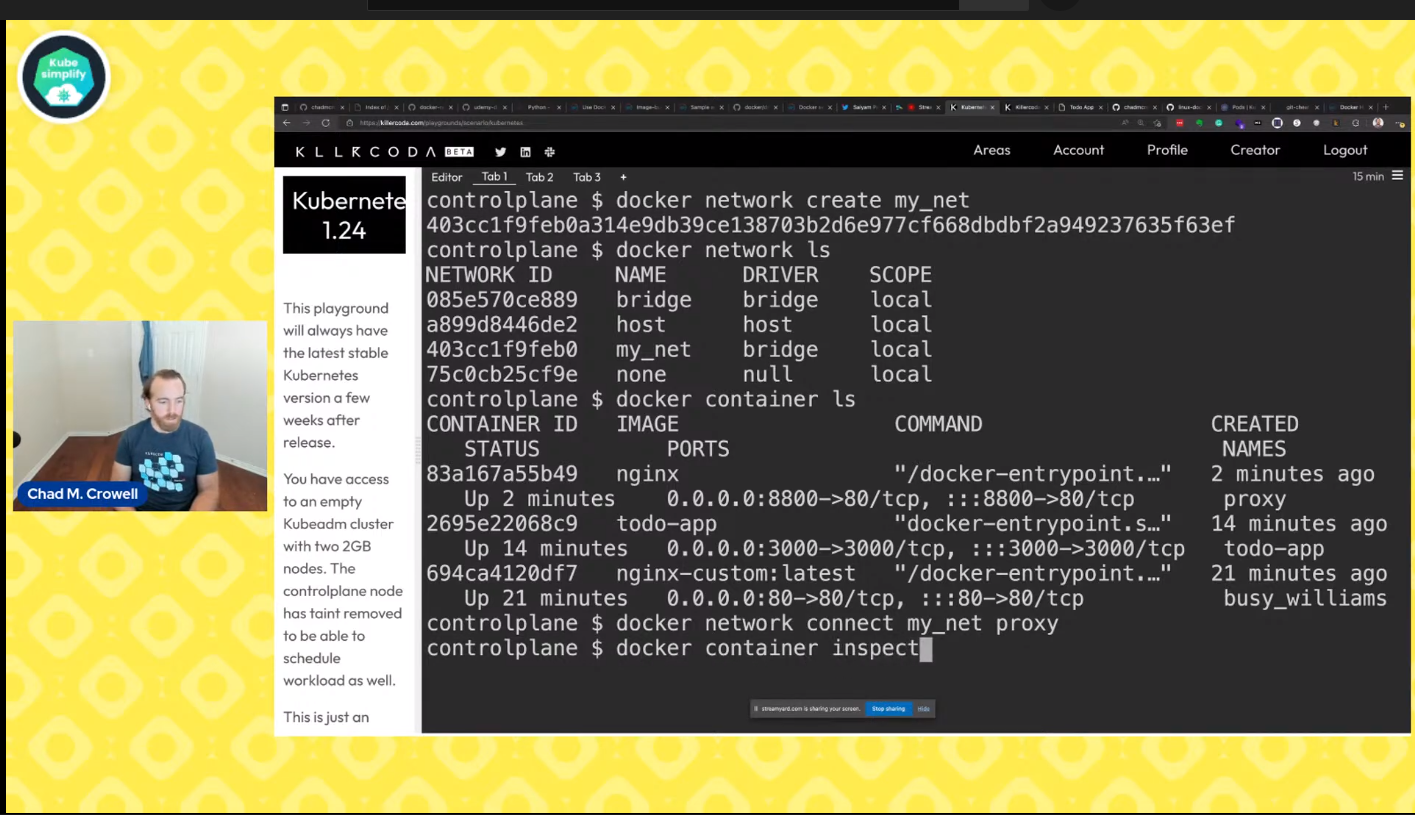 Kube
simplify
https://killercoda.com/playgrounds/scenario/kubernetes
BETA
Areas Account Profile Creator Logout
Kubernete
1.24
This playground
will always have
the latest stable
Kubernetes
version a few
weeks after
release.
You have access
to an empty
Kubeadm cluster
with two 2GB
nodes. The
controlplane node
has taint removed
to be able to
schedule
workload as well.
This is just an
Editor Tab 1 Tab 2 Tab 3 + 15 min
controlplane $ docker network create my_net
403cc1f9feb0a314e9db39ce138703b2d6e977cf668dbdbf2a949237635f63ef
controlplane $ docker network ls
NETWORK ID NAME DRIVER SCOPE
085e570ce889 bridge bridge local
a899d8446de2 host host local
403cc1f9feb0 my_net bridge local
75c0cb25cf9e none null local
controlplane $ docker container ls
CONTAINER ID IMAGE COMMAND CREATED
STATUS PORTS NAMES
83a167a55b49 nginx "/docker-entrypoint.…" 2 minutes ago
Up 2 minutes 0.0.0.0:8800->80/tcp, :::8800->80/tcp proxy
2695e22068c9 todo-app "docker-entrypoint.s…" 14 minutes ago
Up 14 minutes 0.0.0.0:3000->3000/tcp, :::3000->3000/tcp todo-app
694ca4120df7 nginx-custom:latest "/docker-entrypoint.…" 21 minutes ago
Up 21 minutes 0.0.0.0:80->80/tcp, :::80->80/tcp busy_williams
controlplane $ docker network connect my_net proxy
controlplane $ docker container inspect
streamyard.com is sharing your screen. Stop sharing Hide
Chad M. Crowell